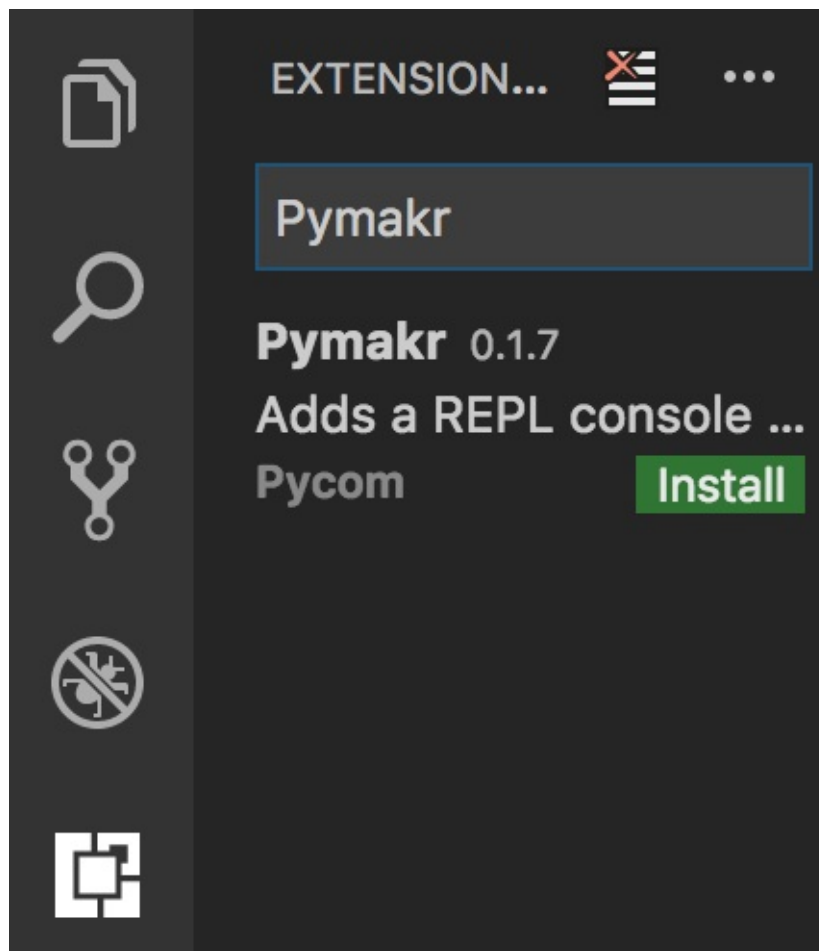 EXTENSION...
Pymakr
Pymakr 0.1.7
Adds a REPL console ...
Pycom Install